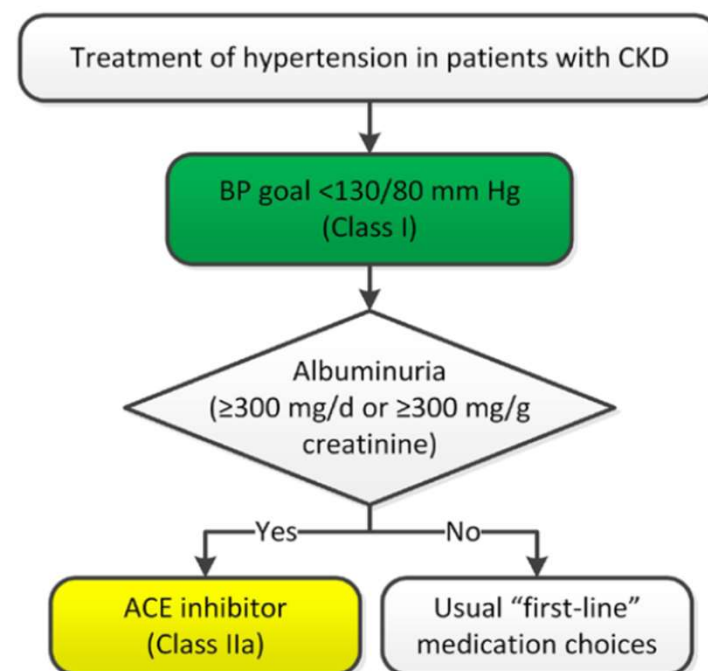 Treatment of hypertension in patients with CKD
BP goal <130/80 mm Hg
(Class I)
Albuminuria
(≥300 mg/d or ≥300 mg/g
creatinine)
Yes
No
ACE inhibitor
(Class IIa)
Usual “first-line”
medication choices